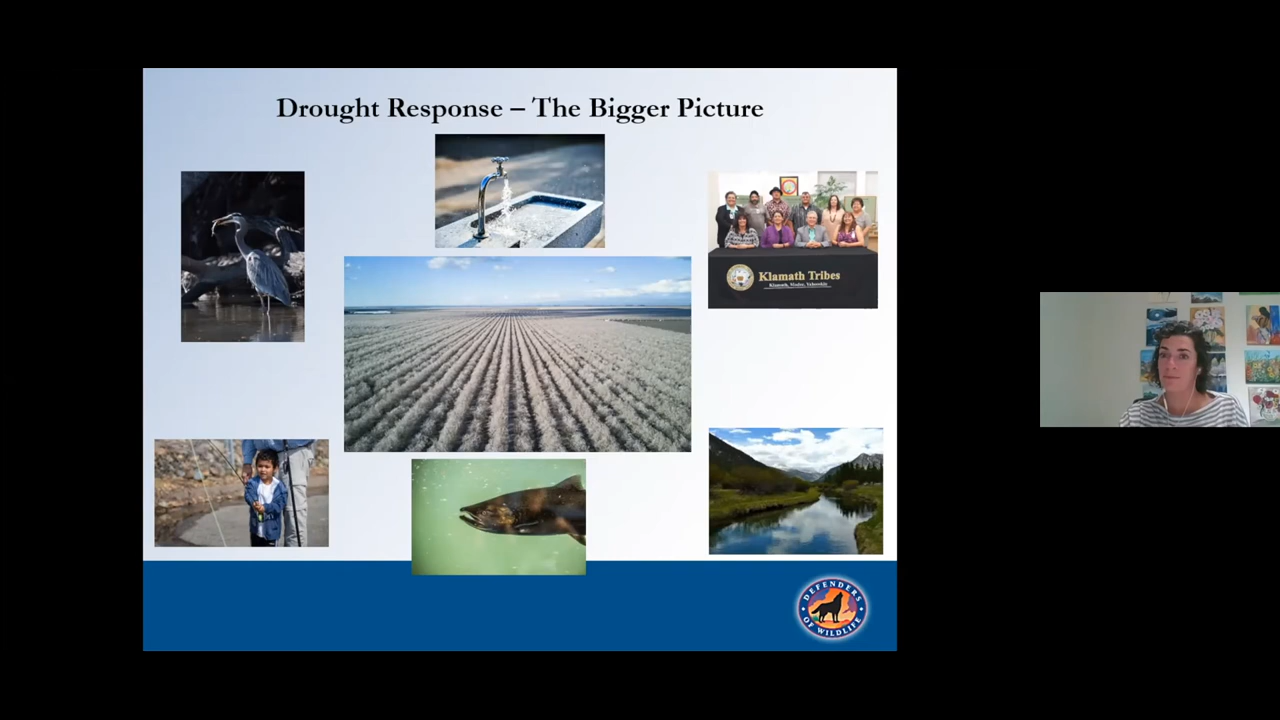 Drought Response – The Bigger Picture
Klamath Tribes
Klamath, Modoc, Yahooskin
DEFENDERS
OF WILDLIFE